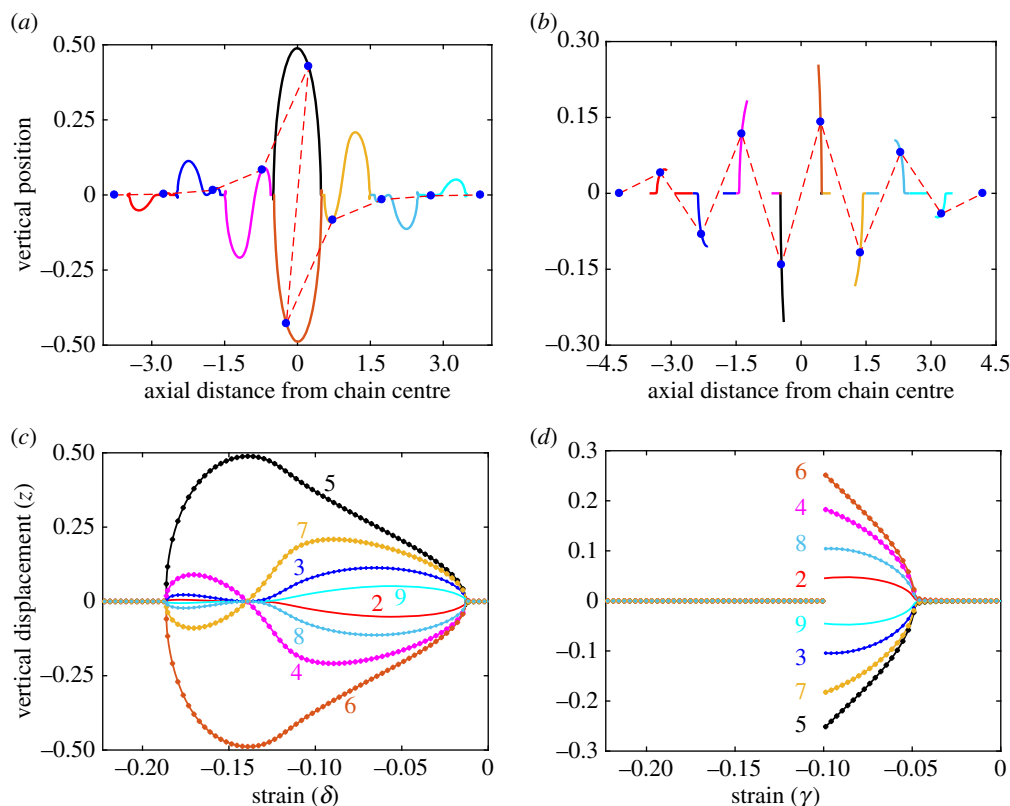 (a)
0.50
0.25
0
−0.25
−0.50
vertical position
−3.0 −1.5 0 1.5 3.0
axial distance from chain centre
(b)
0.30
0.15
0
−0.15
−0.30
−4.5 −3.0 −1.5 0 1.5 3.0 4.5
axial distance from chain centre
(c)
0.50
0.25
0
−0.25
−0.50
vertical displacement (z)
5
7
3
2 9
8
4
6
−0.20 −0.15 −0.10 −0.05 0
strain (δ)
(d)
0.3
0.2
0.1
0
−0.1
−0.2
−0.3
6
4
8
2
9
3
7
5
−0.20 −0.15 −0.10 −0.05 0
strain (γ)